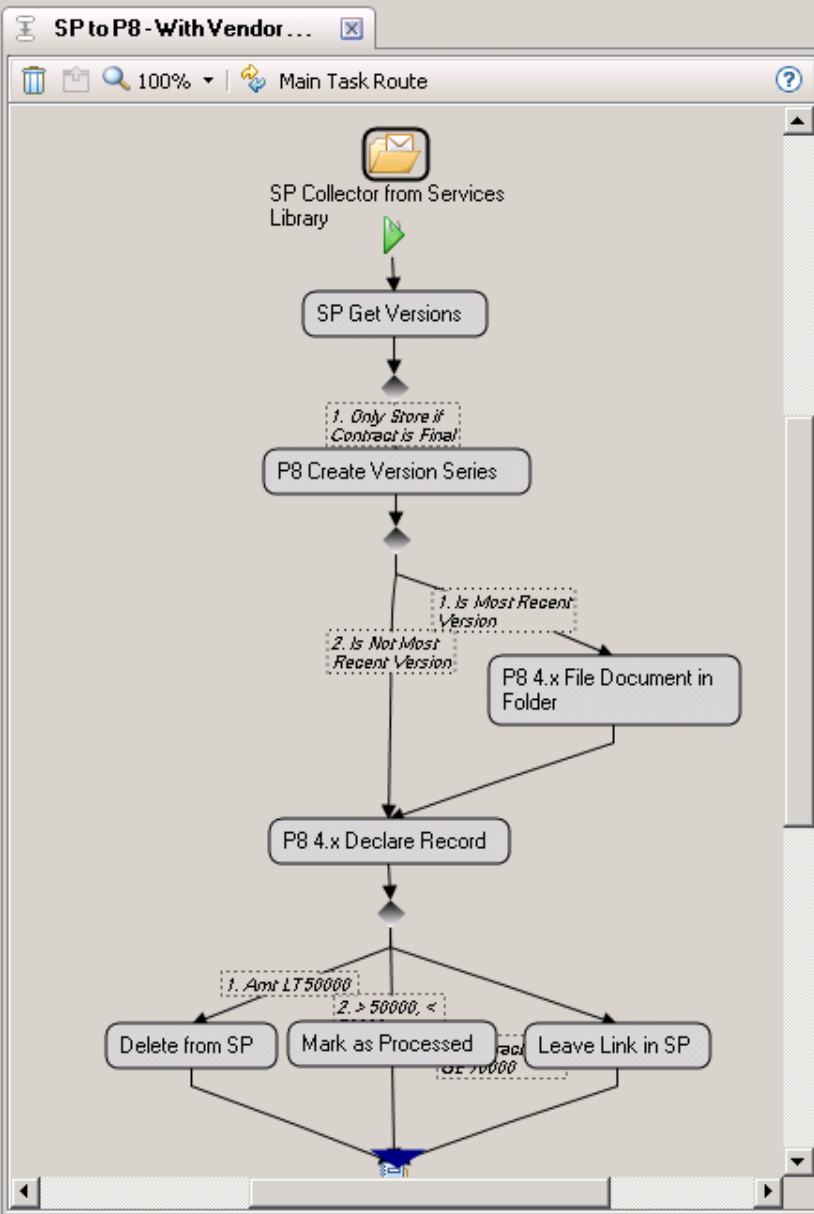 SP to P8 - With Vendor...
100%
Main Task Route
SP Collector from Services
Library
SP Get Versions
1. Only Store if
Contract is Final
P8 Create Version Series
1. Is Most Recent
Version
2. Is Not Most
Recent Version
P8 4.x File Document in
Folder
P8 4.x Declare Record
1. Amt LT 50000
2. > 50000, <
Delete from SP
Mark as Processed
Leave Link in SP